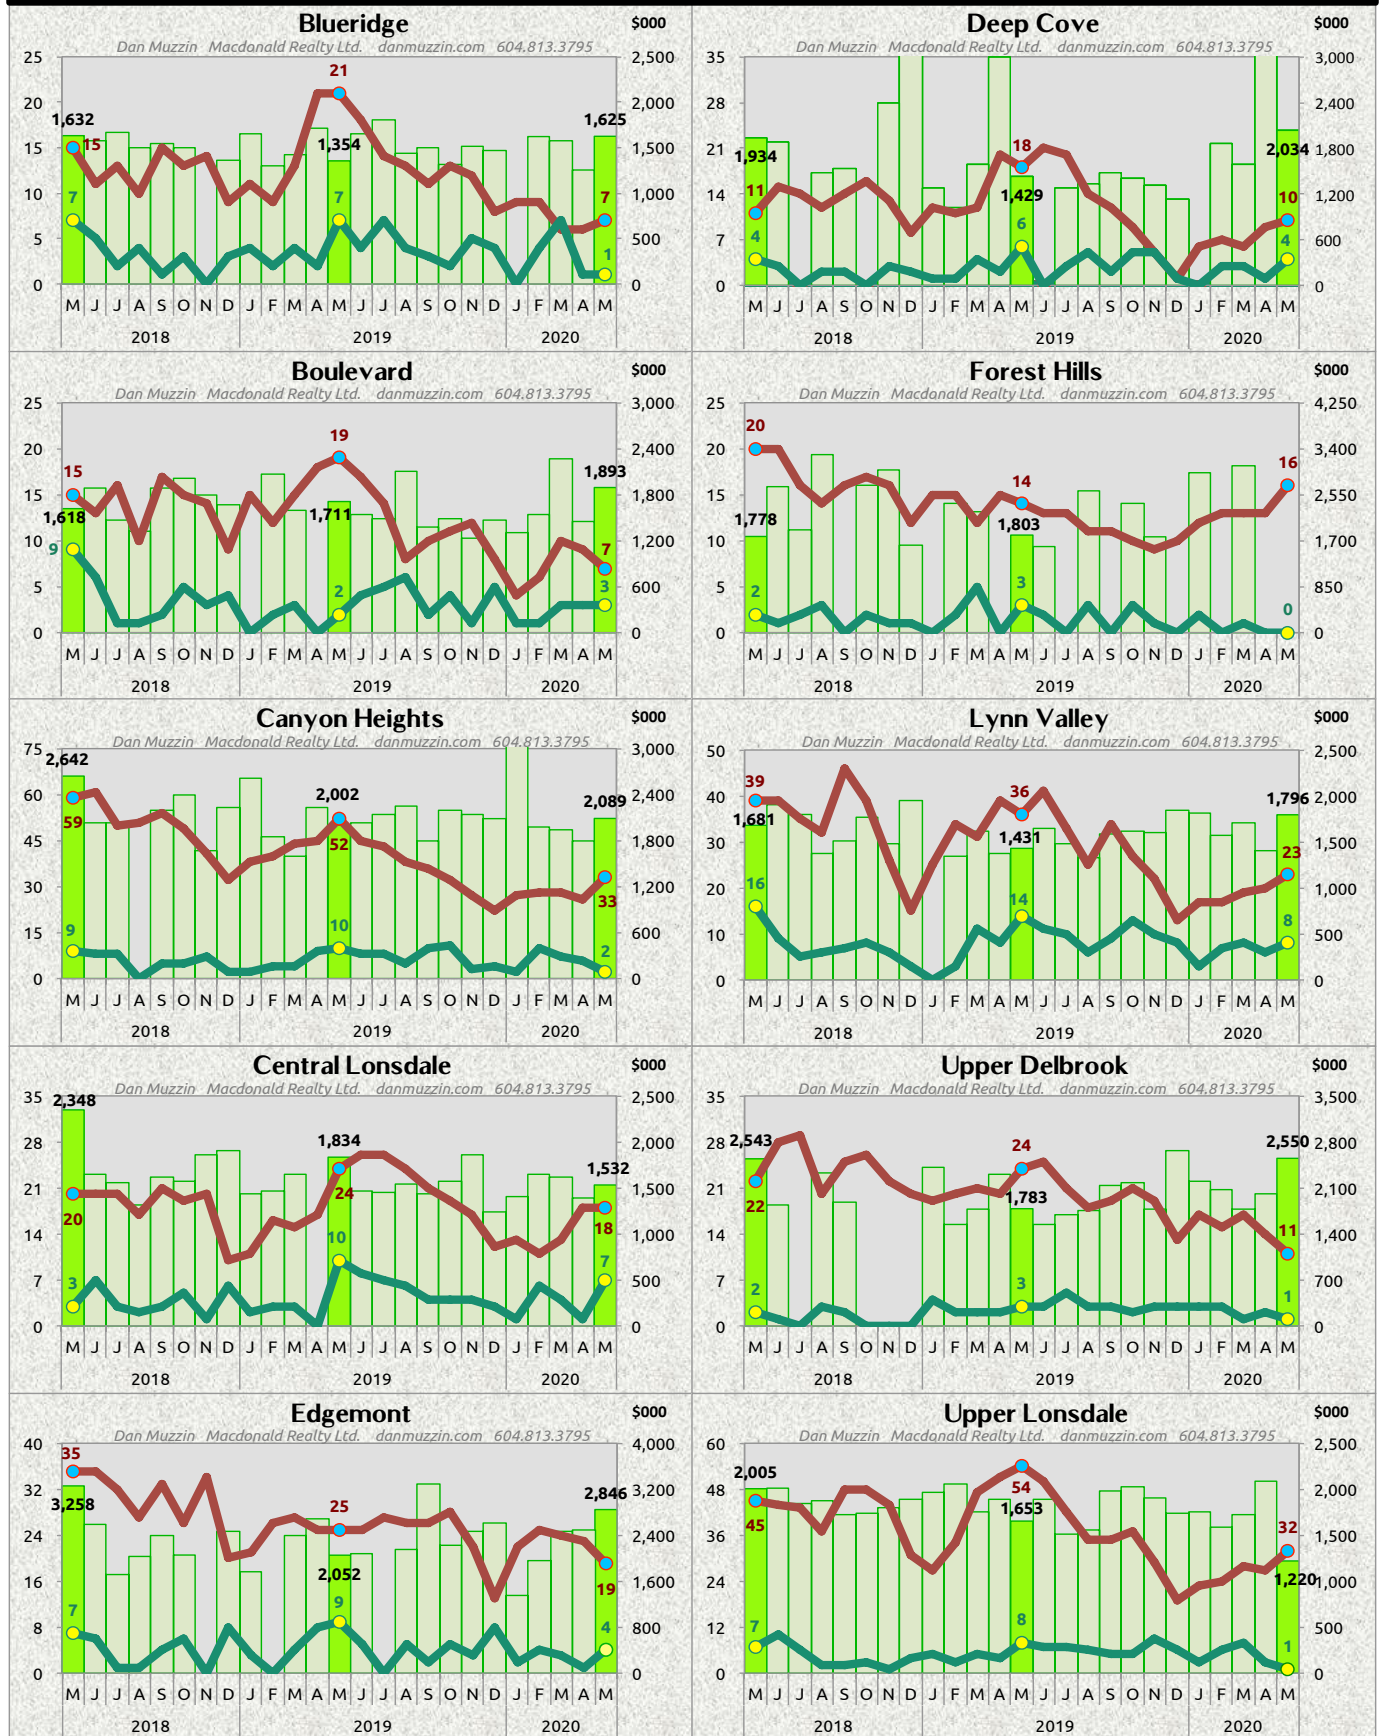 Blueridge
$000
Dan Muzzin Macdonald Realty Ltd. danmuzzin.com 604.813.3795
25 2,500
21
20 2,000
1,632 1,625
15 15 1,354 1,500
7 7 7
10 1,000
5 500
1
0 0
M J J A S O N D J F M A M J J A S O N D J F M A M
2018 2019 2020
Deep Cove
$000
Dan Muzzin Macdonald Realty Ltd. danmuzzin.com 604.813.3795
35 3,000
28 2,400
21 18 1,800
1,934 2,034
14 11 1,429 10 1,200
7 4 6 4 600
0 0
M J J A S O N D J F M A M J J A S O N D J F M A M
2018 2019 2020
Boulevard
$000
Dan Muzzin Macdonald Realty Ltd. danmuzzin.com 604.813.3795
25 3,000
19
20 2,400
15 1,893
15 1,800
1,618 1,711
10 9 7 1,200
5 2 3 600
0 0
M J J A S O N D J F M A M J J A S O N D J F M A M
2018 2019 2020
Forest Hills
$000
Dan Muzzin Macdonald Realty Ltd. danmuzzin.com 604.813.3795
25 4,250
20
20 3,400
14 16
15 2,550
1,778 1,803
10 1,700
5 2 3 0 850
0 0
M J J A S O N D J F M A M J J A S O N D J F M A M
2018 2019 2020
Canyon Heights
$000
Dan Muzzin Macdonald Realty Ltd. danmuzzin.com 604.813.3795
75 3,000
2,642
60 2,002 2,089 2,400
59
45 52 1,800
30 33 1,200
15 9 10 2 600
0 0
M J J A S O N D J F M A M J J A S O N D J F M A M
2018 2019 2020
Lynn Valley
$000
Dan Muzzin Macdonald Realty Ltd. danmuzzin.com 604.813.3795
50 2,500
39 36
40 1,796 2,000
1,681 1,431
30 23 1,500
20 16 14 1,000
10 8 500
0 0
M J J A S O N D J F M A M J J A S O N D J F M A M
2018 2019 2020
Central Lonsdale
$000
Dan Muzzin Macdonald Realty Ltd. danmuzzin.com 604.813.3795
35 2,348 2,500
28 1,834 2,000
1,532
21 24 1,500
20 18
14 10 1,000
7 3 7 500
0 0
M J J A S O N D J F M A M J J A S O N D J F M A M
2018 2019 2020
Upper Delbrook
$000
Dan Muzzin Macdonald Realty Ltd. danmuzzin.com 604.813.3795
35 3,500
28 2,543 24 2,550 2,800
21 22 1,783 2,100
14 11 1,400
7 2 3 1 700
0 0
M J J A S O N D J F M A M J J A S O N D J F M A M
2018 2019 2020
Edgemont
$000
Dan Muzzin Macdonald Realty Ltd. danmuzzin.com 604.813.3795
40 4,000
35
32 2,846 3,200
3,258 25
24 2,400
16 2,052 19 1,600
8 7 9 4 800
0 0
M J J A S O N D J F M A M J J A S O N D J F M A M
2018 2019 2020
Upper Lonsdale
$000
Dan Muzzin Macdonald Realty Ltd. danmuzzin.com 604.813.3795
60 2,500
2,005
48 54 2,000
45 1,653 32
36 1,500
24 1,220 1,000
12 7 8 1 500
0 0
M J J A S O N D J F M A M J J A S O N D J F M A M
2018 2019 2020